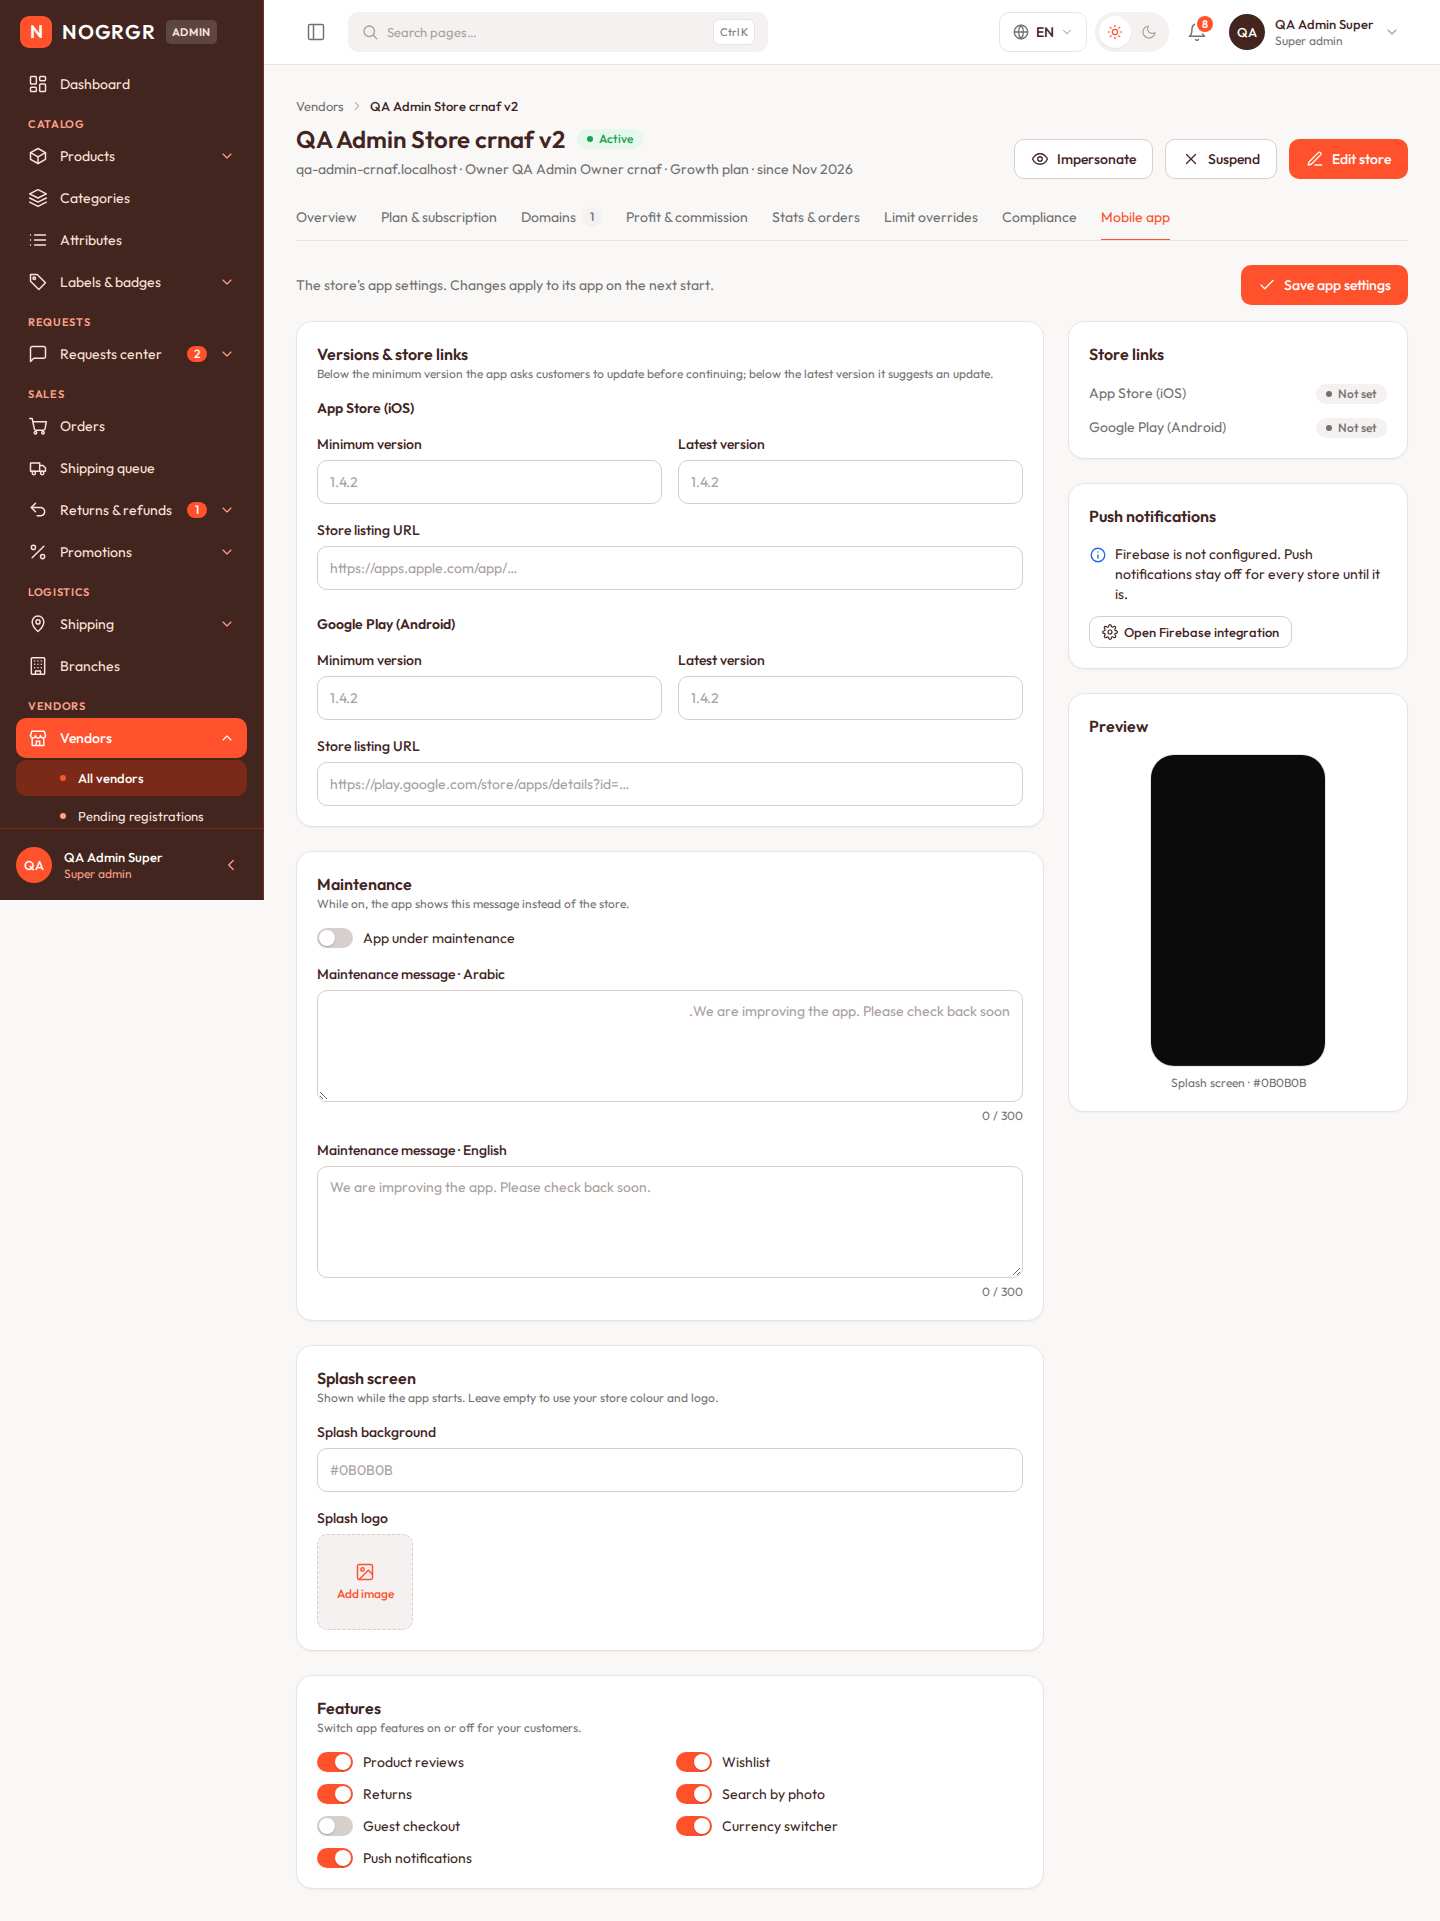 NOGRGR ADMIN
Search pages...
Ctrl K
EN
8
QA
QA Admin Super
Super admin
Dashboard
CATALOG
Products
Categories
Attributes
Labels & badges
REQUESTS
Requests center 2
SALES
Orders
Shipping queue
Returns & refunds 1
Promotions
LOGISTICS
Shipping
Branches
VENDORS
Vendors
All vendors
Pending registrations
QA
QA Admin Super
Super admin
Vendors > QA Admin Store crnaf v2
QA Admin Store crnaf v2 Active
qa-admin-crnaf.localhost · Owner QA Admin Owner crnaf · Growth plan · since Nov 2026
Impersonate
Suspend
Edit store
Overview
Plan & subscription
Domains 1
Profit & commission
Stats & orders
Limit overrides
Compliance
Mobile app
The store's app settings. Changes apply to its app on the next start.
Save app settings
Versions & store links
Below the minimum version the app asks customers to update before continuing; below the latest version it suggests an update.
App Store (iOS)
Minimum version
1.4.2
Latest version
1.4.2
Store listing URL
https://apps.apple.com/app/...
Google Play (Android)
Minimum version
1.4.2
Latest version
1.4.2
Store listing URL
https://play.google.com/store/apps/details?id=...
Maintenance
While on, the app shows this message instead of the store.
App under maintenance
Maintenance message · Arabic
.We are improving the app. Please check back soon
0 / 300
Maintenance message · English
We are improving the app. Please check back soon.
0 / 300
Splash screen
Shown while the app starts. Leave empty to use your store colour and logo.
Splash background
#0B0B0B
Splash logo
Add image
Features
Switch app features on or off for your customers.
Product reviews
Wishlist
Returns
Search by photo
Guest checkout
Currency switcher
Push notifications
Store links
App Store (iOS) Not set
Google Play (Android) Not set
Push notifications
Firebase is not configured. Push
notifications stay off for every store until it
is.
Open Firebase integration
Preview
Splash screen · #0B0B0B